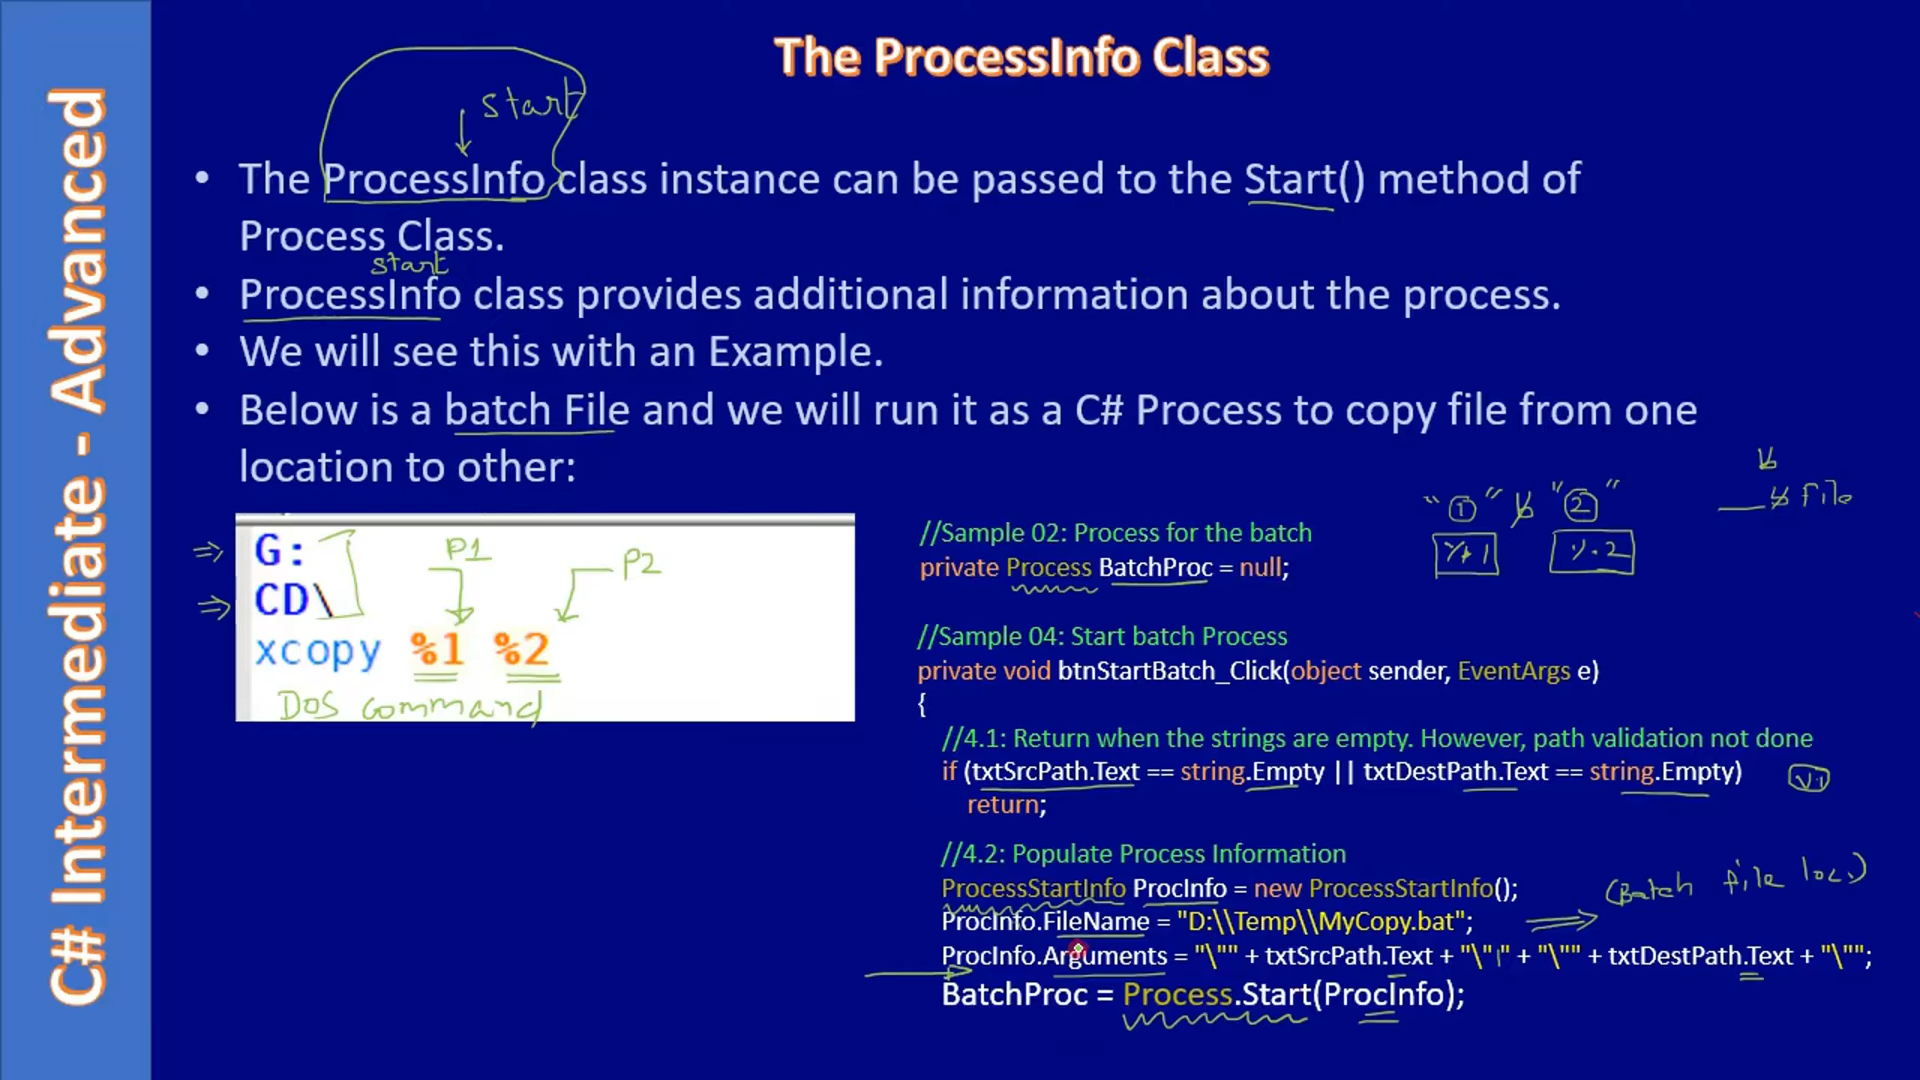 The ProcessInfo Class
C# Intermediate - Advanced
start
• The ProcessInfo class instance can be passed to the Start() method of
Process Class.
start
• ProcessInfo class provides additional information about the process.
• We will see this with an Example.
• Below is a batch File and we will run it as a C# Process to copy file from one
location to other:
G:
CD\
P1
P2
xcopy %1 %2
DOS command
"1" "2"
file
%1
%2
//Sample 02: Process for the batch
private Process BatchProc = null;
//Sample 04: Start batch Process
private void btnStartBatch_Click(object sender, EventArgs e)
{
//4.1: Return when the strings are empty. However, path validation not done
if (txtSrcPath.Text == string.Empty || txtDestPath.Text == string.Empty)
return;
//4.2: Populate Process Information
ProcessStartInfo ProcInfo = new ProcessStartInfo();
(Batch file loc)
ProcInfo.FileName = "D:\\Temp\\MyCopy.bat";
ProcInfo.Arguments = "\"" + txtSrcPath.Text + "\"" + "\"" + txtDestPath.Text + "\"";
BatchProc = Process.Start(ProcInfo);